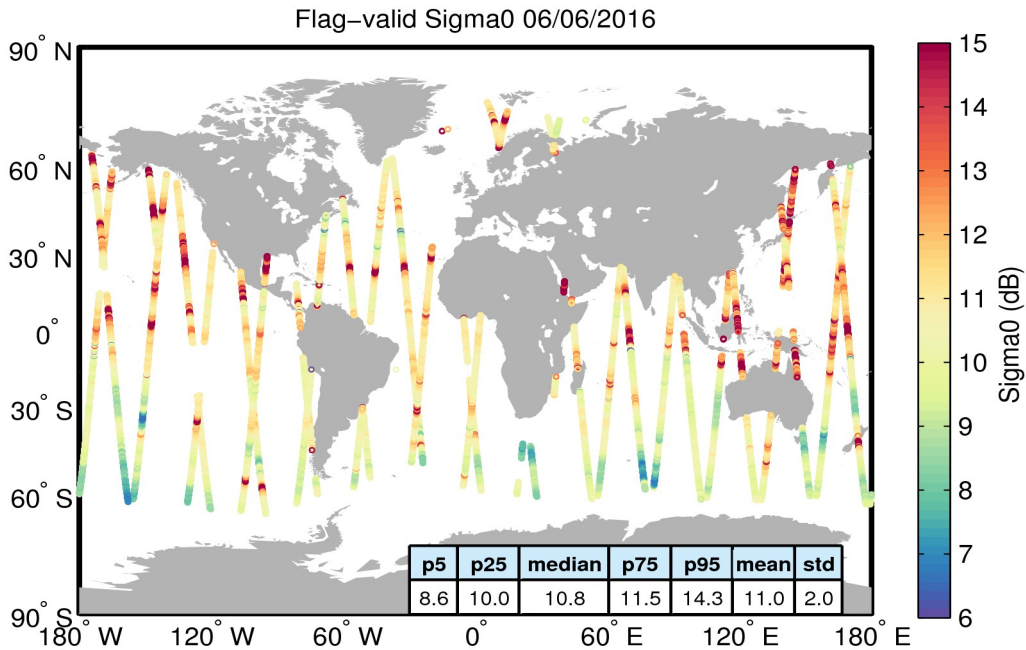 Flag−valid Sigma0 06/06/2016
90° N
60° N
30° N
0°
30° S
60° S
90° S
180° W
120° W
60° W
0°
60° E
120° E
180° E
p5 p25 median p75 p95 mean std
8.6 10.0 10.8 11.5 14.3 11.0 2.0
15
14
13
12
11
10
9
8
7
6
Sigma0 (dB)